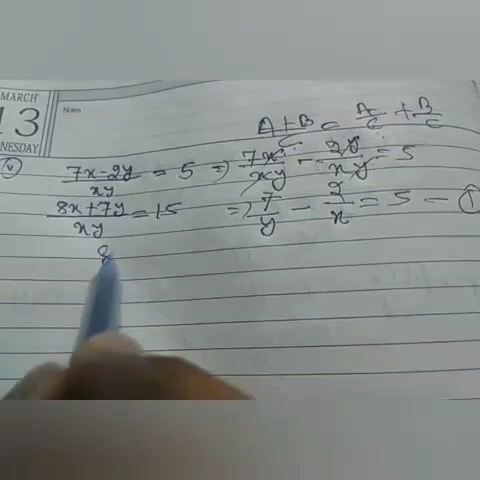 MARCH
13
NESDAY
Notes
(v)
A+B/C = A/C + B/C
7x-2y/xy = 5 ⇒ 7x/xy - 2y/xy = 5
8x+7y/xy = 15 ⇒ 7/y - 2/x = 5 — ①
8